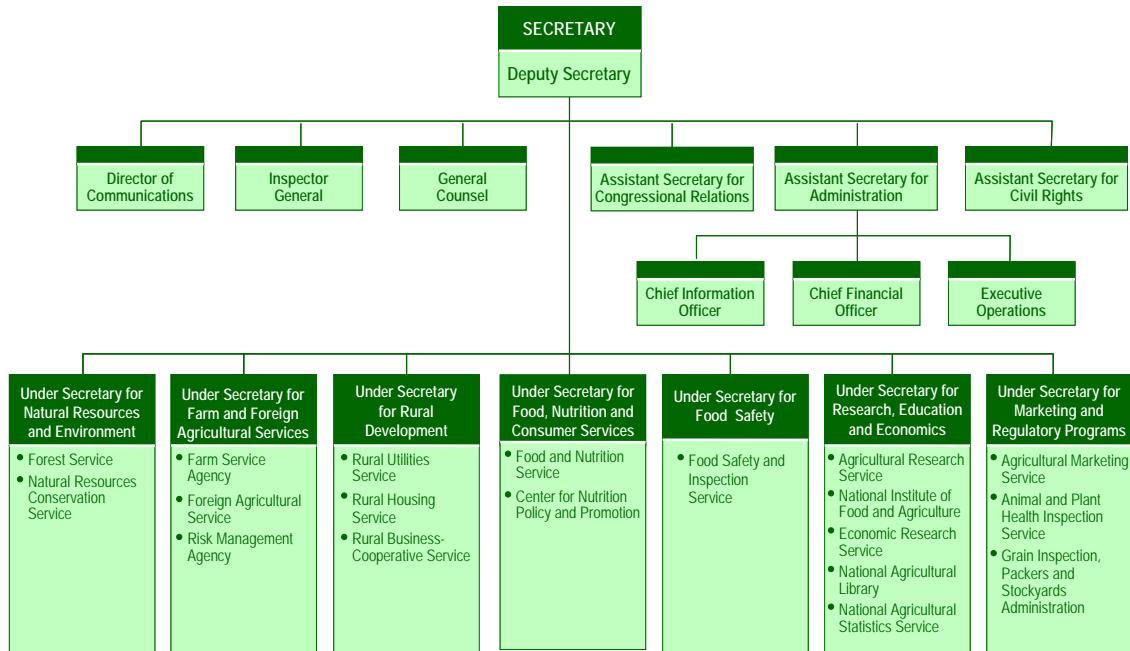 SECRETARY
Deputy Secretary
Director of
Communications
Inspector
General
General
Counsel
Assistant Secretary for
Congressional Relations
Assistant Secretary for
Administration
Assistant Secretary for
Civil Rights
Chief Information
Officer
Chief Financial
Officer
Executive
Operations
Under Secretary for
Natural Resources
and Environment
• Forest Service
• Natural Resources
Conservation
Service
Under Secretary for
Farm and Foreign
Agricultural Services
• Farm Service
Agency
• Foreign Agricultural
Service
• Risk Management
Agency
Under Secretary
for Rural
Development
• Rural Utilities
Service
• Rural Housing
Service
• Rural Business-
Cooperative Service
Under Secretary for
Food, Nutrition and
Consumer Services
• Food and Nutrition
Service
• Center for Nutrition
Policy and Promotion
Under Secretary for
Food Safety
• Food Safety and
Inspection
Service
Under Secretary for
Research, Education
and Economics
• Agricultural Research
Service
• National Institute of
Food and Agriculture
• Economic Research
Service
• National Agricultural
Library
• National Agricultural
Statistics Service
Under Secretary for
Marketing and
Regulatory Programs
• Agricultural Marketing
Service
• Animal and Plant
Health Inspection
Service
• Grain Inspection,
Packers and
Stockyards
Administration